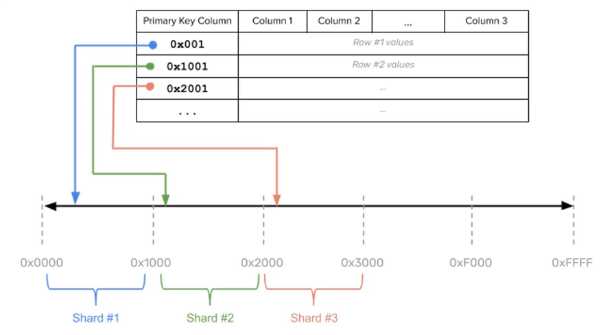 Primary Key Column Column 1 Column 2 ... Column 3
0x001 Row #1 values
0x1001 Row #2 values
0x2001 ...
... ...
0x0000 0x1000 0x2000 0x3000 0xF000 0xFFFF
Shard #1 Shard #2 Shard #3